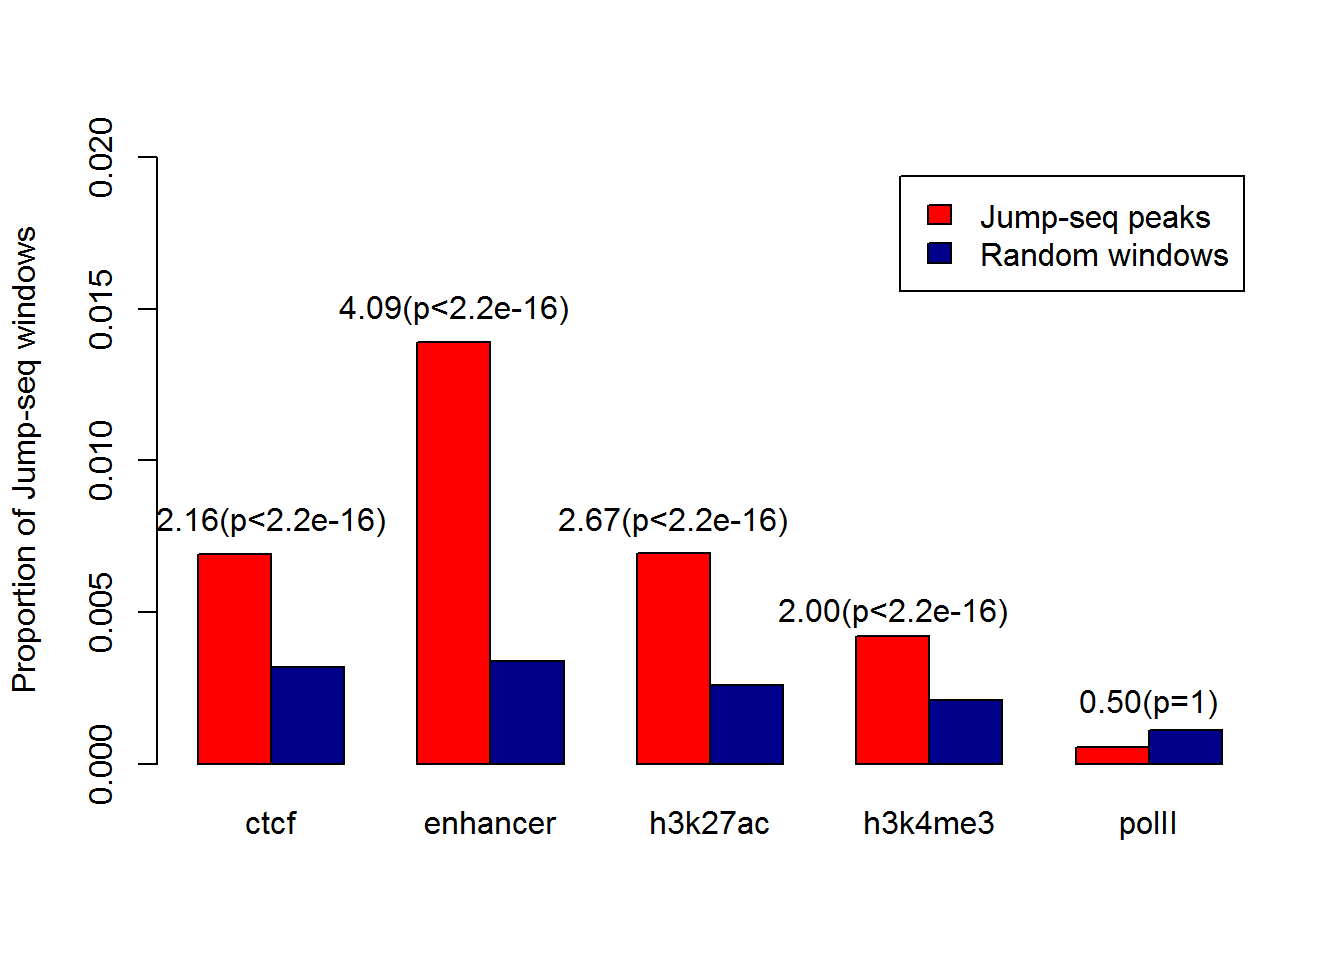 Proportion of Jump-seq windows
0.020
0.015
0.010
0.005
0.000
Jump-seq peaks
Random windows
4.09(p<2.2e-16)
2.16(p<2.2e-16)
2.67(p<2.2e-16)
2.00(p<2.2e-16)
0.50(p=1)
ctcf
enhancer
h3k27ac
h3k4me3
polII